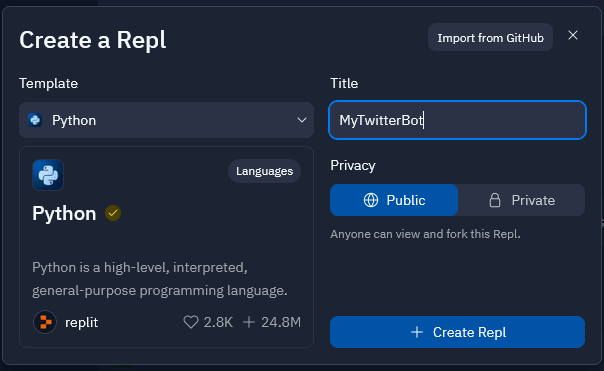 Create a Repl
Import from GitHub
Template
Python
Languages
Python
Python is a high-level, interpreted,
general-purpose programming language.
replit
2.8K
24.8M
Title
MyTwitterBot
Privacy
Public
Private
Anyone can view and fork this Repl.
+ Create Repl